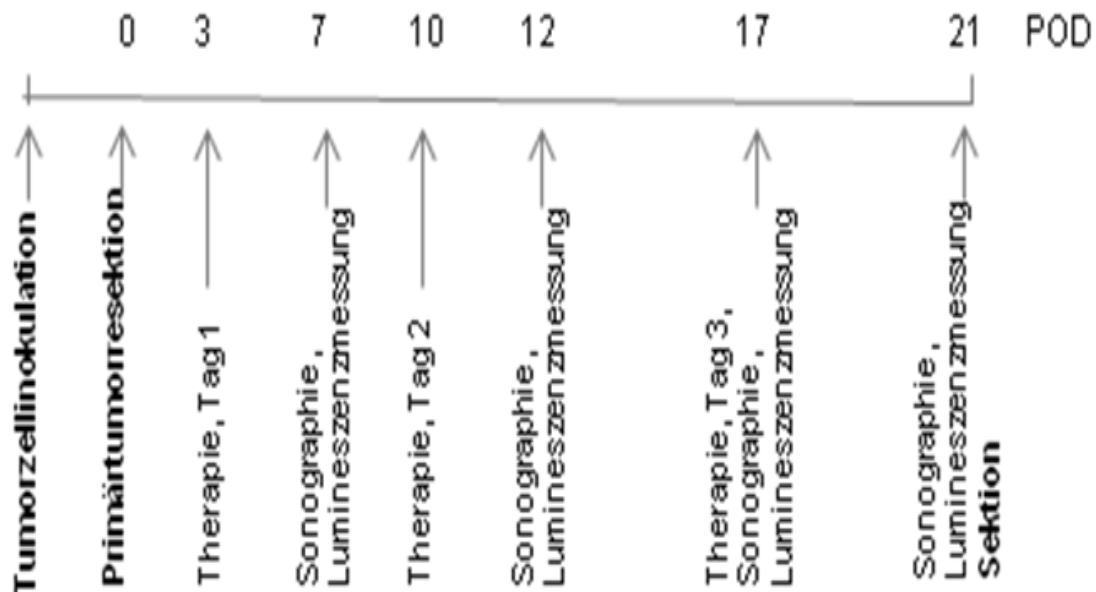 0 3 7 10 12 17 21 POD
Tumorzellinokulation
Primärtumorresektion
Therapie, Tag 1
Sonographie,
Lumineszenzmessung
Therapie, Tag 2
Sonographie,
Lumineszenzmessung
Therapie, Tag 3,
Sonographie,
Lumineszenzmessung
Sonographie,
Lumineszenzmessung
Sektion